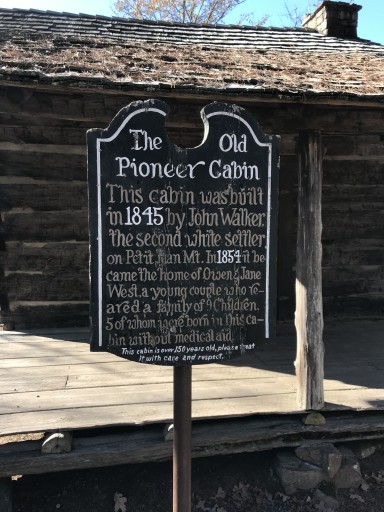 The Old
Pioneer Cabin
This cabin was built
in 1845 by John Walker,
the second white settler
on Petit Jean Mt. In 1854 it be
came the home of Owen & Jane
West, a young couple who re-
ared a family of 9 Children,
5 of whom were born in this ca-
bin without medical aid.
This cabin is over 150 years old, please treat
it with care and respect.